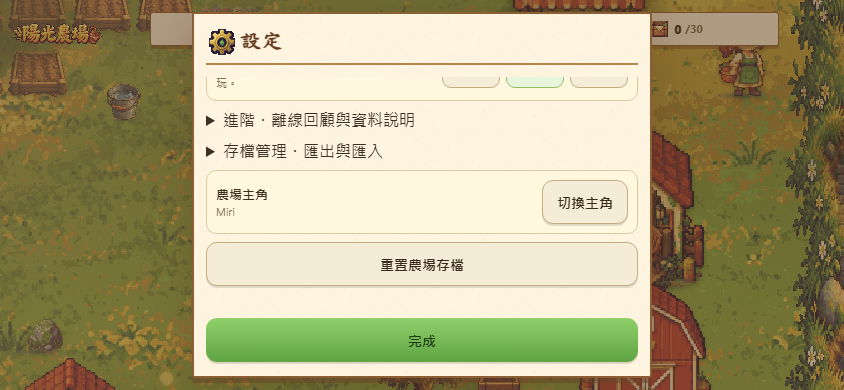 陽光農場
0 /30
設定
玩。
▶ 進階 · 離線回顧與資料說明
▶ 存檔管理 · 匯出與匯入
農場主角
Miri
切換主角
重置農場存檔
完成